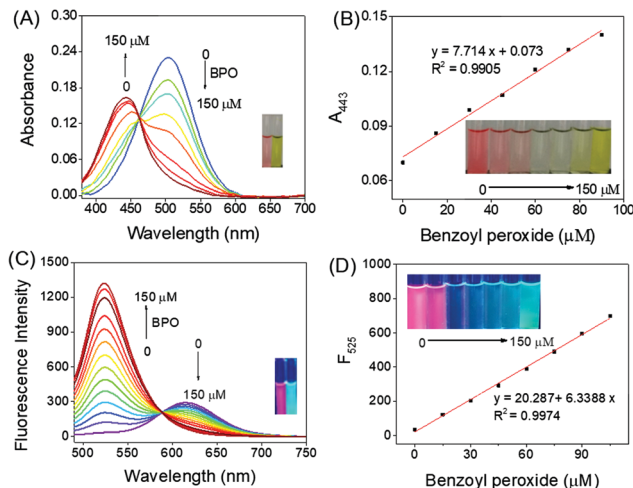 (A)
0.30
0.24
0.18
0.12
0.06
0.00
Absorbance
150 μM
0
0
BPO
150 μM
400
450
500
550
600
650
700
Wavelength (nm)
(B)
0.15
0.12
0.09
0.06
A443
y = 7.714 x + 0.073
R² = 0.9905
0
150 μM
0
20
40
60
80
100
Benzoyl peroxide (μM)
(C)
1500
1200
900
600
300
0
Fluorescence Intensity
150 μM
BPO
0
0
150 μM
500
550
600
650
700
750
Wavelength (nm)
(D)
1000
800
600
400
200
0
F525
0
150 μM
y = 20.287+ 6.3388 x
R² = 0.9974
0
30
60
90
Benzoyl peroxide (μM)